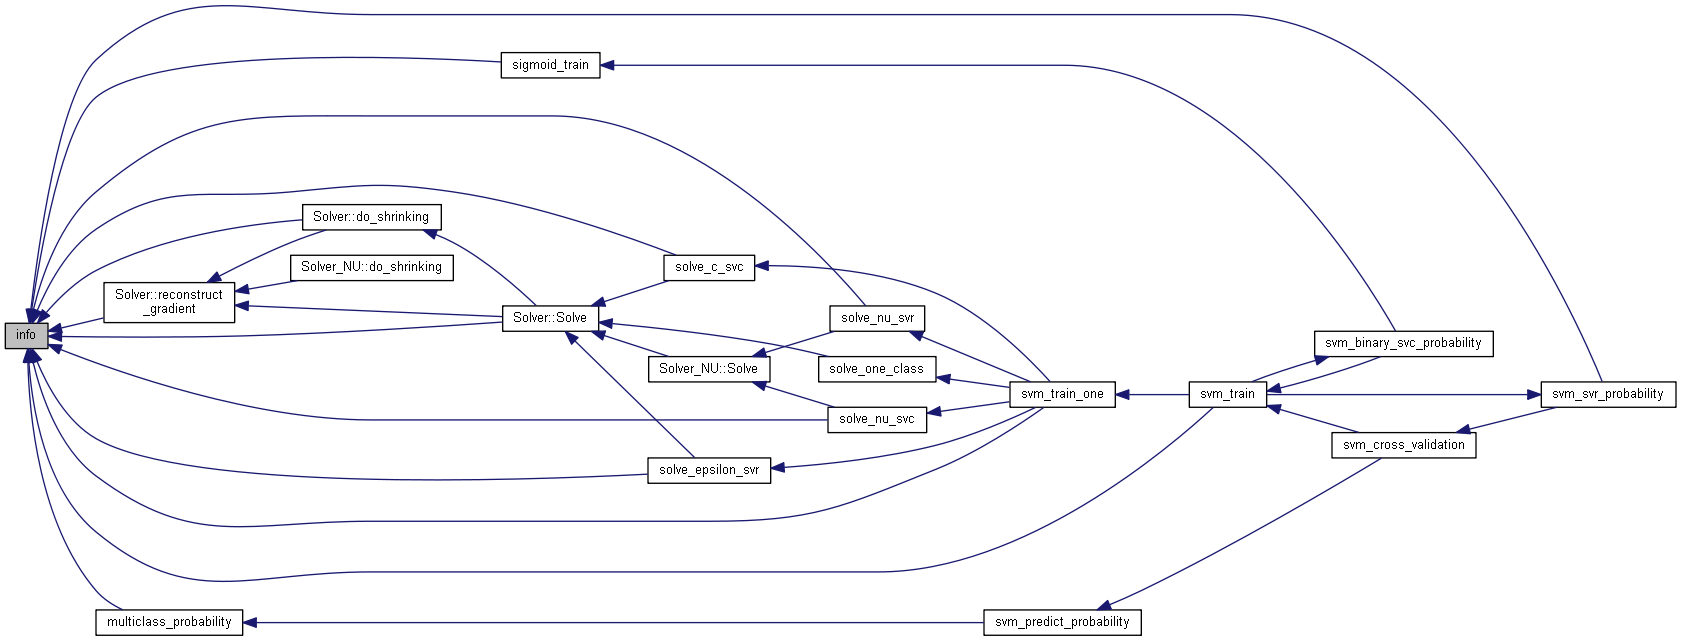 sigmoid_train
Solver::do_shrinking
Solver_NU::do_shrinking
solve_c_svc
Solver::reconstruct
_gradient
Solver::Solve
solve_nu_svr
info
svm_binary_svc_probability
Solver_NU::Solve
solve_one_class
svm_train_one
svm_train
svm_svr_probability
solve_nu_svc
svm_cross_validation
solve_epsilon_svr
multiclass_probability
svm_predict_probability